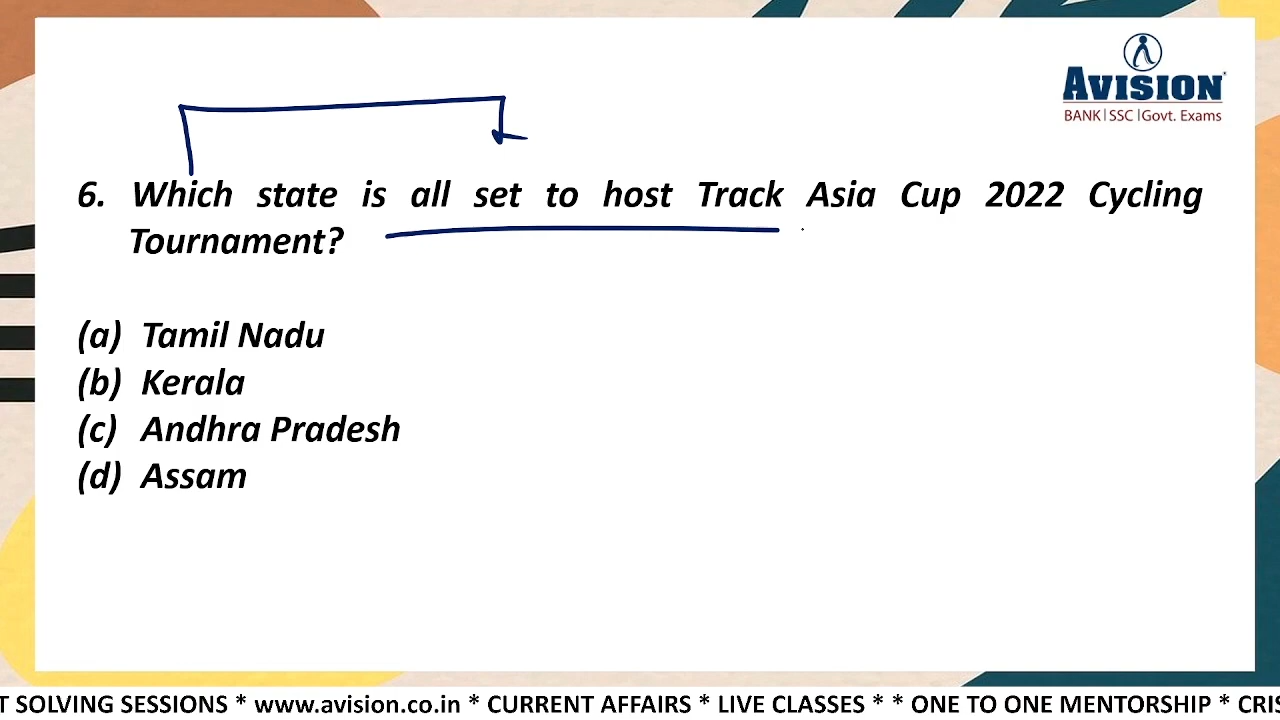 AVISION
BANK|SSC|Govt. Exams
6. Which state is all set to host Track Asia Cup 2022 Cycling
Tournament?
(a) Tamil Nadu
(b) Kerala
(c) Andhra Pradesh
(d) Assam
T SOLVING SESSIONS * www.avision.co.in * CURRENT AFFAIRS * LIVE CLASSES * * ONE TO ONE MENTORSHIP * CRIS